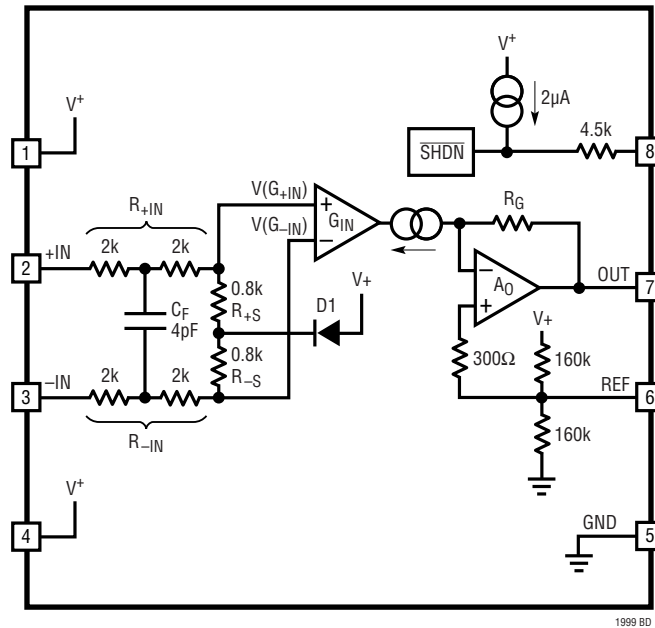 V+
2µA
V+
4.5k
1
SHDN
8
R+IN
V(G+IN)
+
GIN
RG
V(G–IN)
–
2k
2k
+IN
2
0.8k
R+S
V+
–
AO
+
OUT
7
D1
CF
4pF
0.8k
R–S
300Ω
V+
160k
2k
2k
–IN
3
REF
6
R–IN
160k
V+
GND
4
5
1999 BD